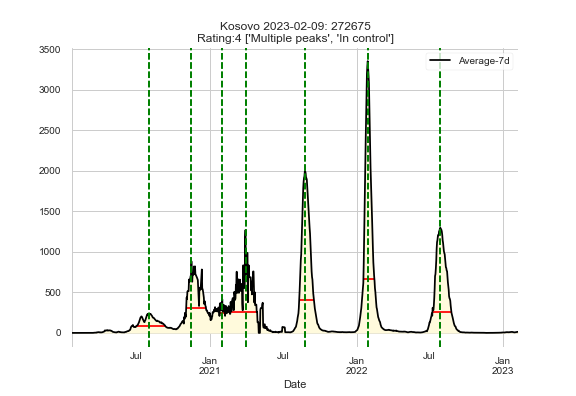 Kosovo 2023-02-09: 272675
Rating:4 ['Multiple peaks', 'In control']
Average-7d
3500
3000
2500
2000
1500
1000
500
0
Jul
Jan
2021
Jul
Jan
2022
Jul
Jan
2023
Date